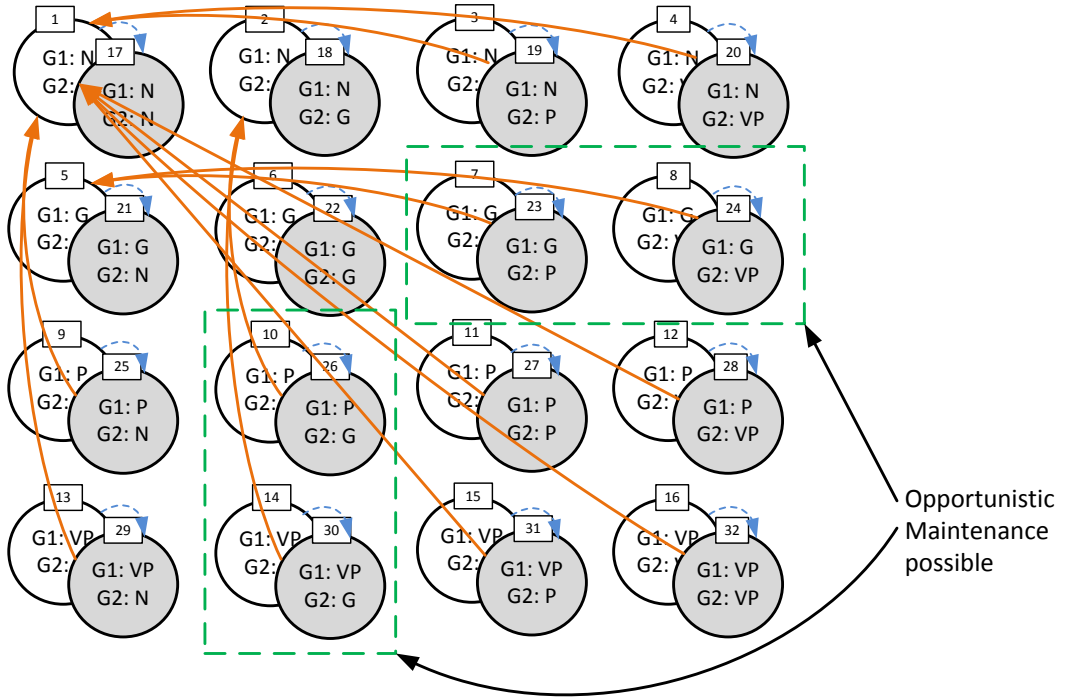 1
G1: N
G2:
17
G1: N
G2: N
2
G1: N
G2:
18
G1: N
G2: G
3
G1: N
G2:
19
G1: N
G2: P
4
G1: N
G2:
20
G1: N
G2: VP
5
G1: G
G2:
21
G1: G
G2: N
6
G1: G
G2:
22
G1: G
G2: G
7
G1: G
G2:
23
G1: G
G2: P
8
G1: G
G2:
24
G1: G
G2: VP
9
G1: P
G2:
25
G1: P
G2: N
10
G1: P
G2:
26
G1: P
G2: G
11
G1: P
G2:
27
G1: P
G2: P
12
G1: P
G2:
28
G1: P
G2: VP
13
G1: VP
G2:
29
G1: VP
G2: N
14
G1: VP
G2:
30
G1: VP
G2: G
15
G1: VP
G2:
31
G1: VP
G2: P
16
G1: VP
G2:
32
G1: VP
G2: VP
Opportunistic
Maintenance
possible